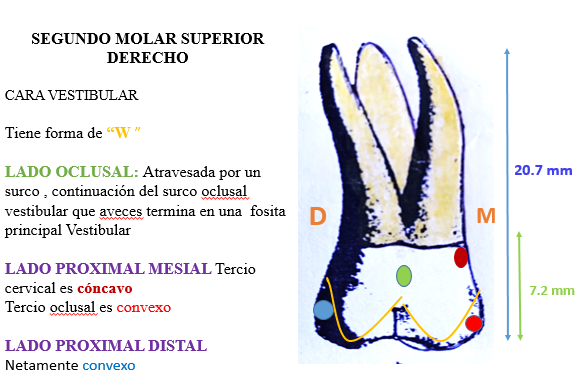 SEGUNDO MOLAR SUPERIOR
DERECHO
CARA VESTIBULAR
Tiene forma de “W ”
LADO OCLUSAL: Atravesada por un
surco , continuación del surco oclusal
vestibular que aveces termina en una fosita
principal Vestibular
LADO PROXIMAL MESIAL Tercio
cervical es cóncavo
Tercio oclusal es convexo
LADO PROXIMAL DISTAL
Netamente convexo
D
M
20.7 mm
7.2 mm